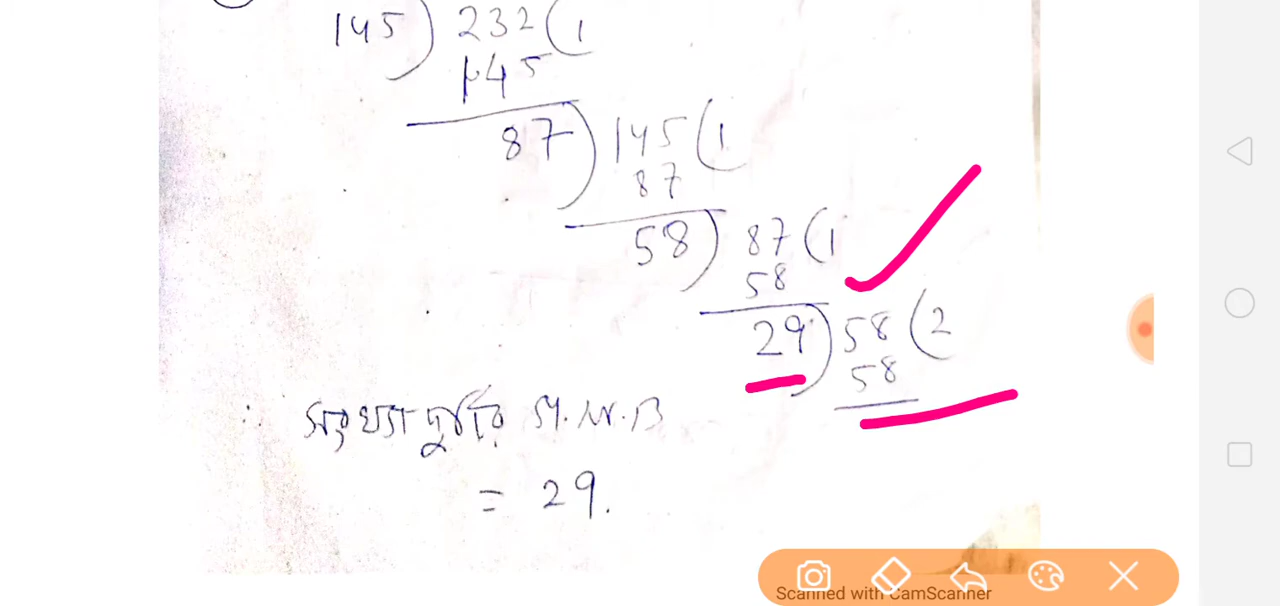 145 ) 232 ( 1
145
87 ) 145 ( 1
87
58 ) 87 ( 1
58
29 ) 58 ( 2
58
∴ সংখ্যা দুটির গ.সা.গু
= 29.
Scanned with CamScanner